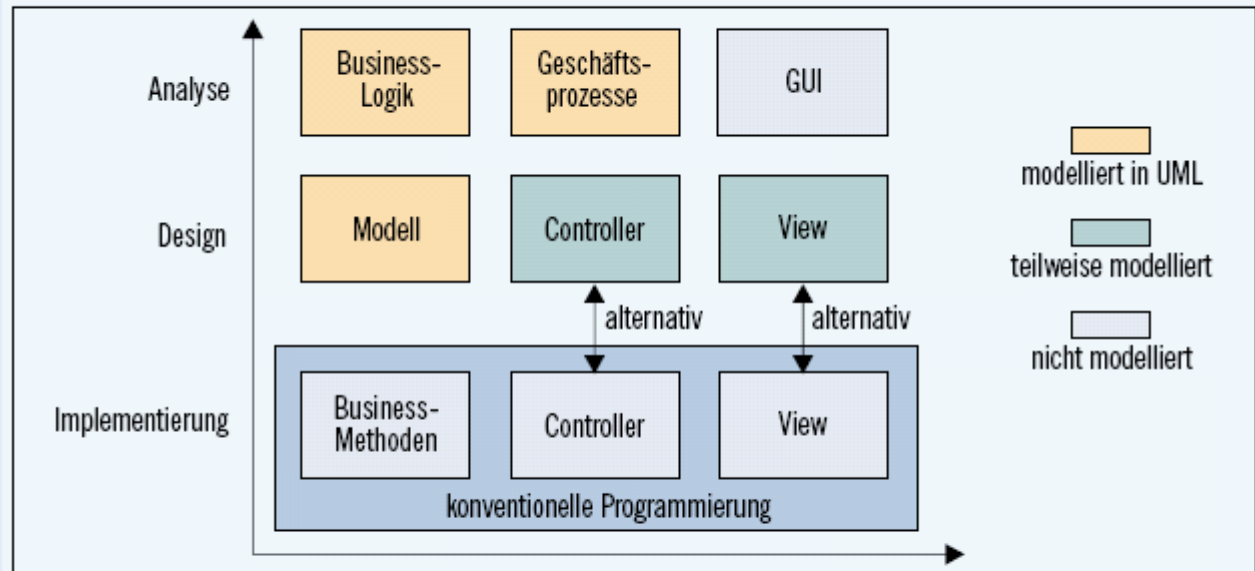 Analyse
Business-
Logik
Geschäfts-
prozesse
GUI
modelliert in UML
Design
Modell
Controller
View
teilweise modelliert
alternativ
alternativ
nicht modelliert
Implementierung
Business-
Methoden
Controller
View
konventionelle Programmierung